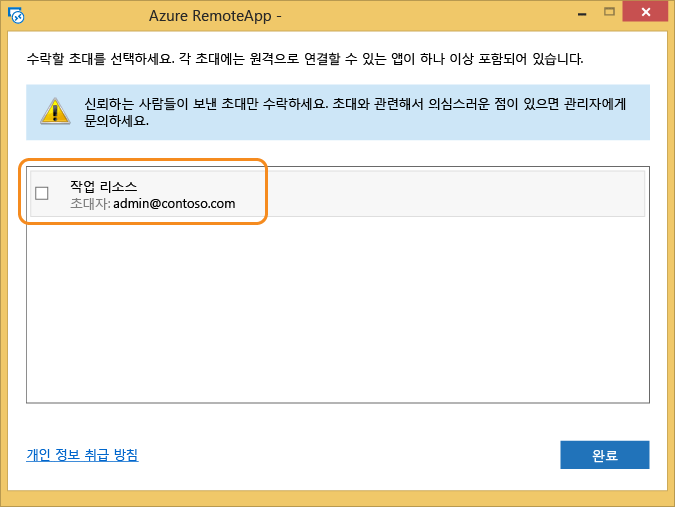 Azure RemoteApp -
수락할 초대를 선택하세요. 각 초대에는 원격으로 연결할 수 있는 앱이 하나 이상 포함되어 있습니다.
신뢰하는 사람들이 보낸 초대만 수락하세요. 초대와 관련해서 의심스러운 점이 있으면 관리자에게
문의하세요.
작업 리소스
초대자: admin@contoso.com
개인 정보 취급 방침
완료